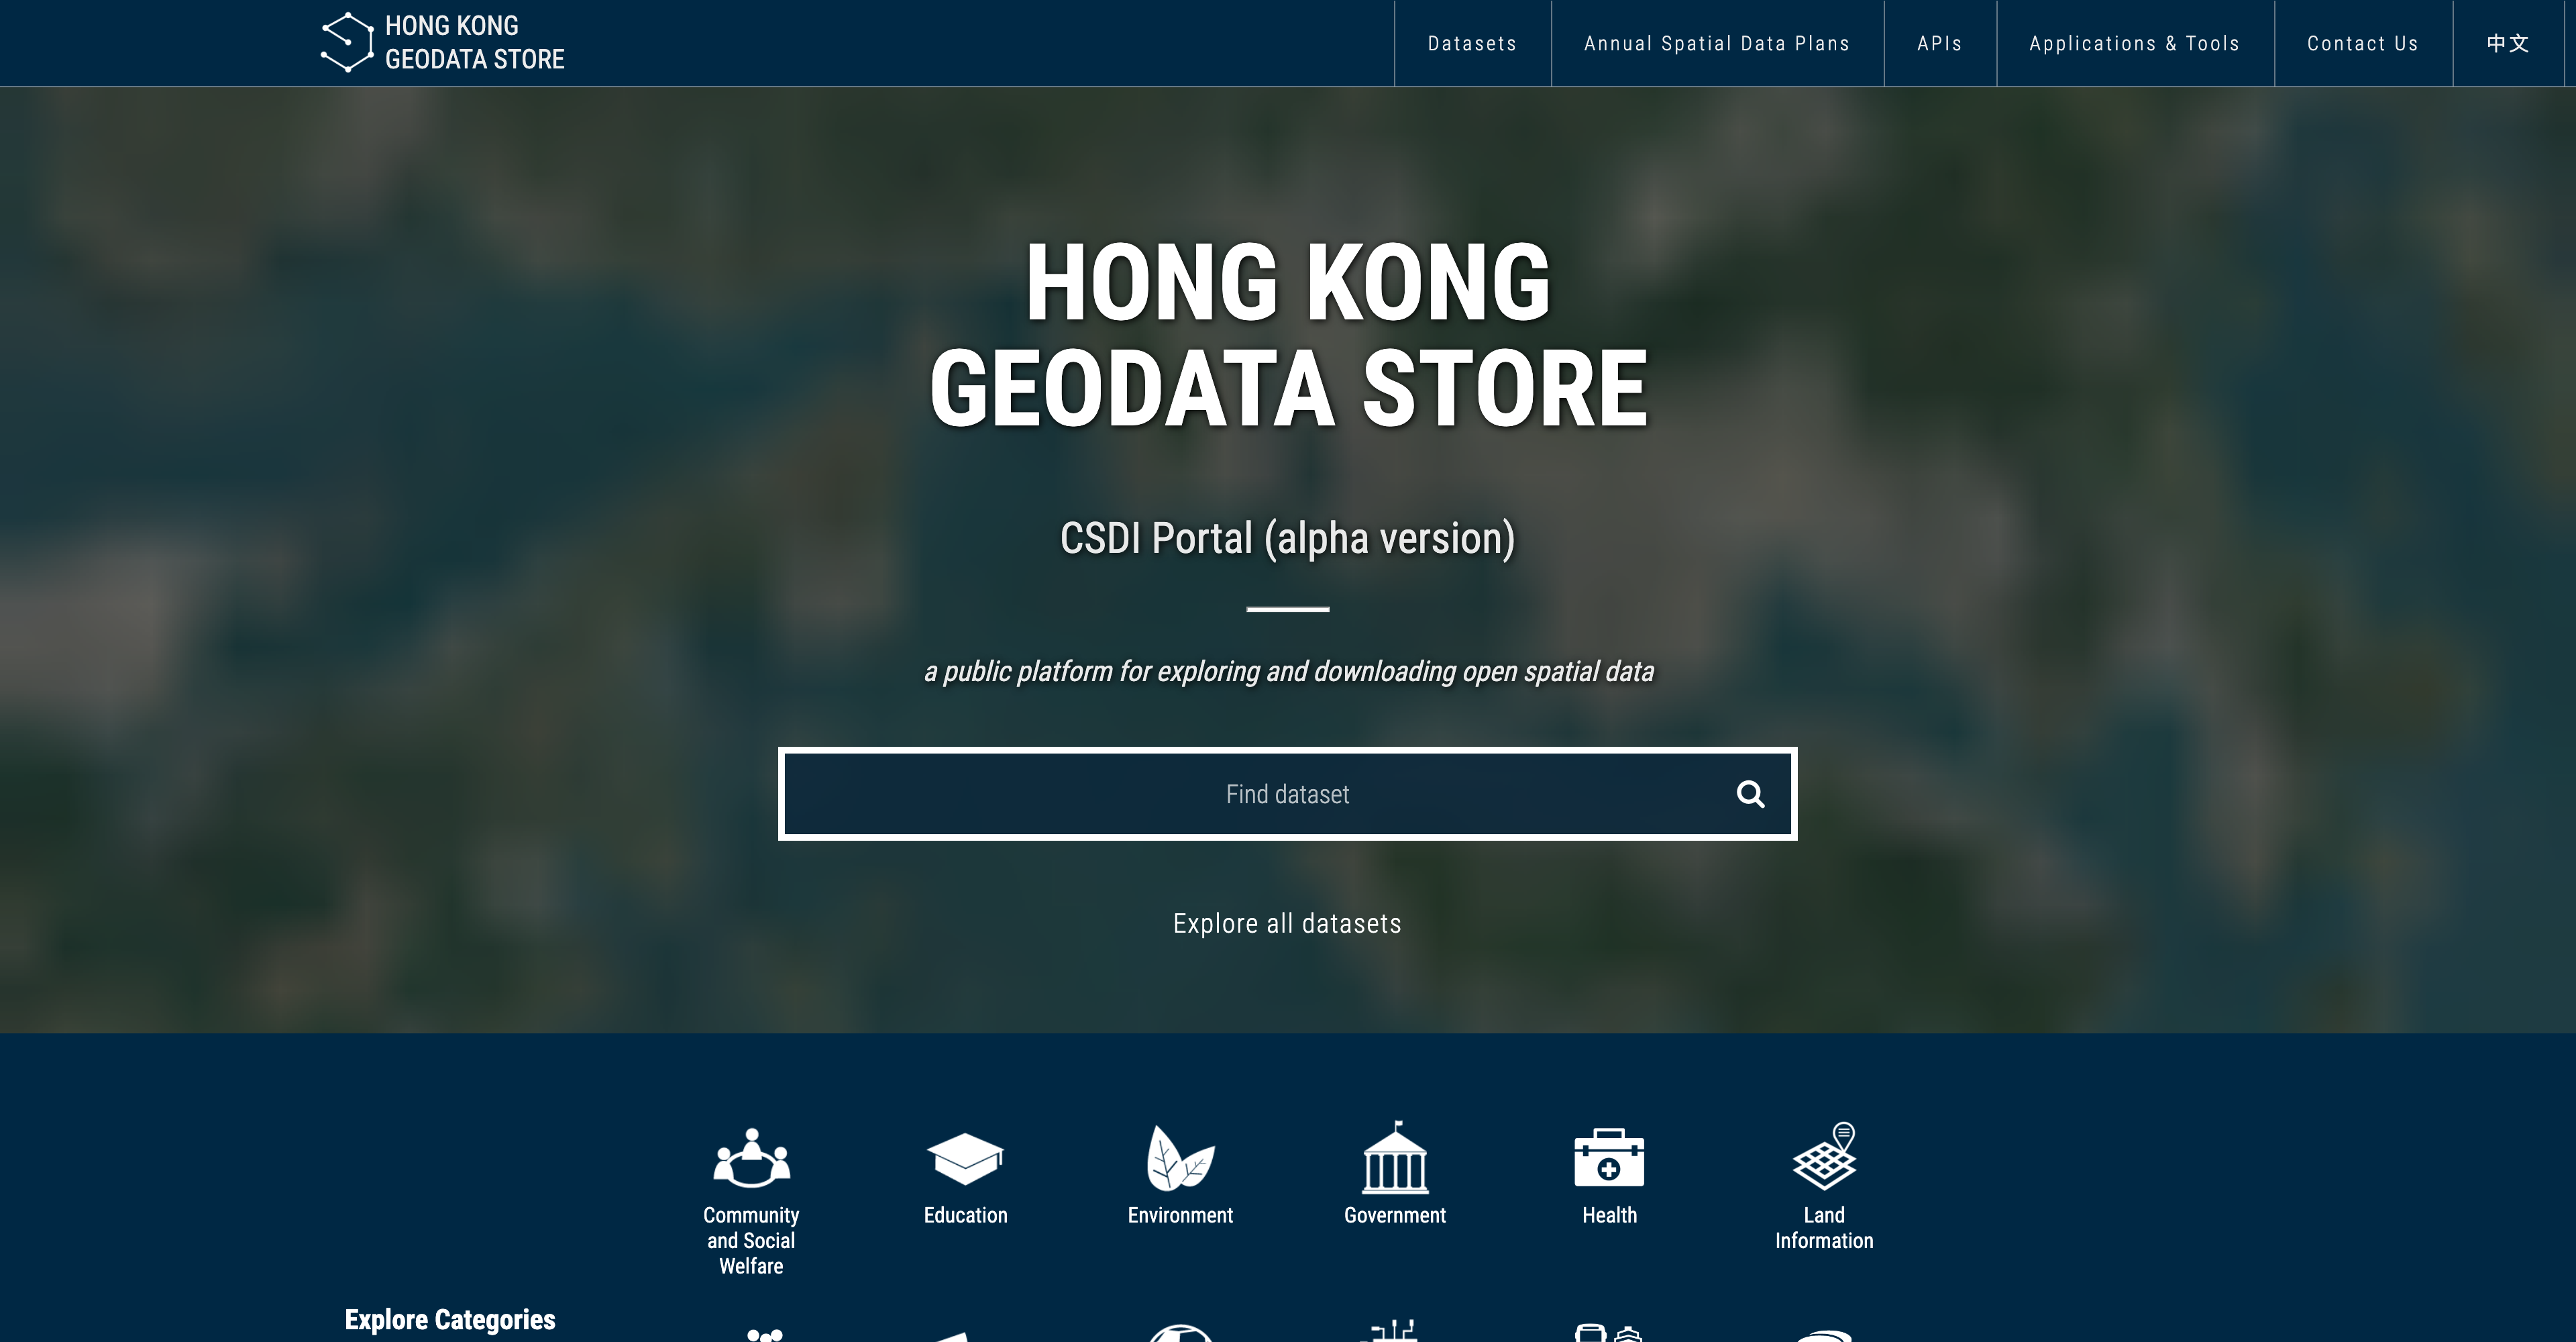 HONG KONG
GEODATA STORE
Datasets
Annual Spatial Data Plans
APIs
Applications & Tools
Contact Us
中文
HONG KONG
GEODATA STORE
CSDI Portal (alpha version)
a public platform for exploring and downloading open spatial data
Find dataset
Explore all datasets
Community
and Social
Welfare
Education
Environment
Government
Health
Land
Information
Explore Categories